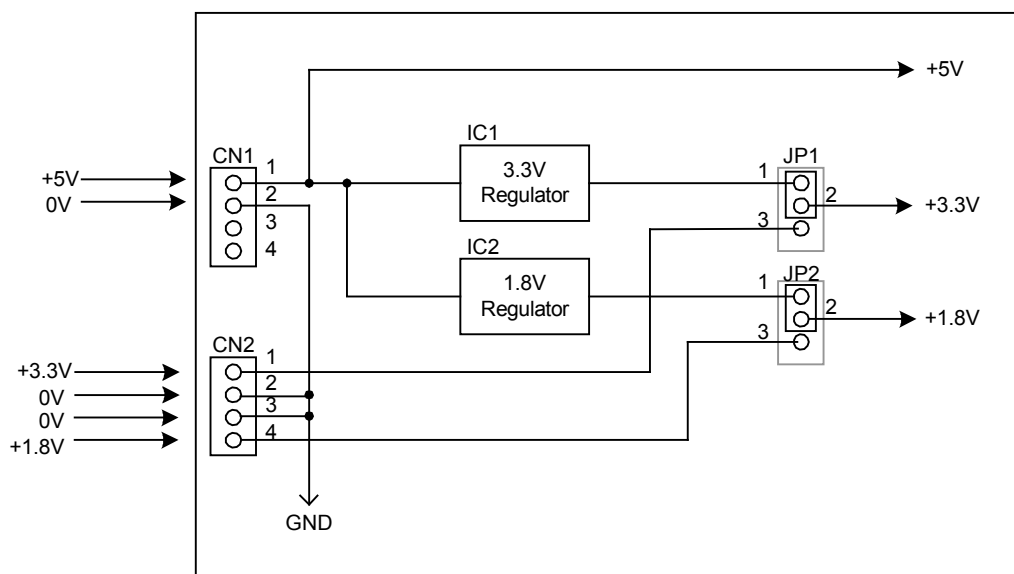 +5V
IC1
3.3V
Regulator
CN1
1
2
3
4
+5V
0V
JP1
1
2
3
+3.3V
IC2
1.8V
Regulator
JP2
1
2
3
+1.8V
CN2
1
2
3
4
+3.3V
0V
0V
+1.8V
GND